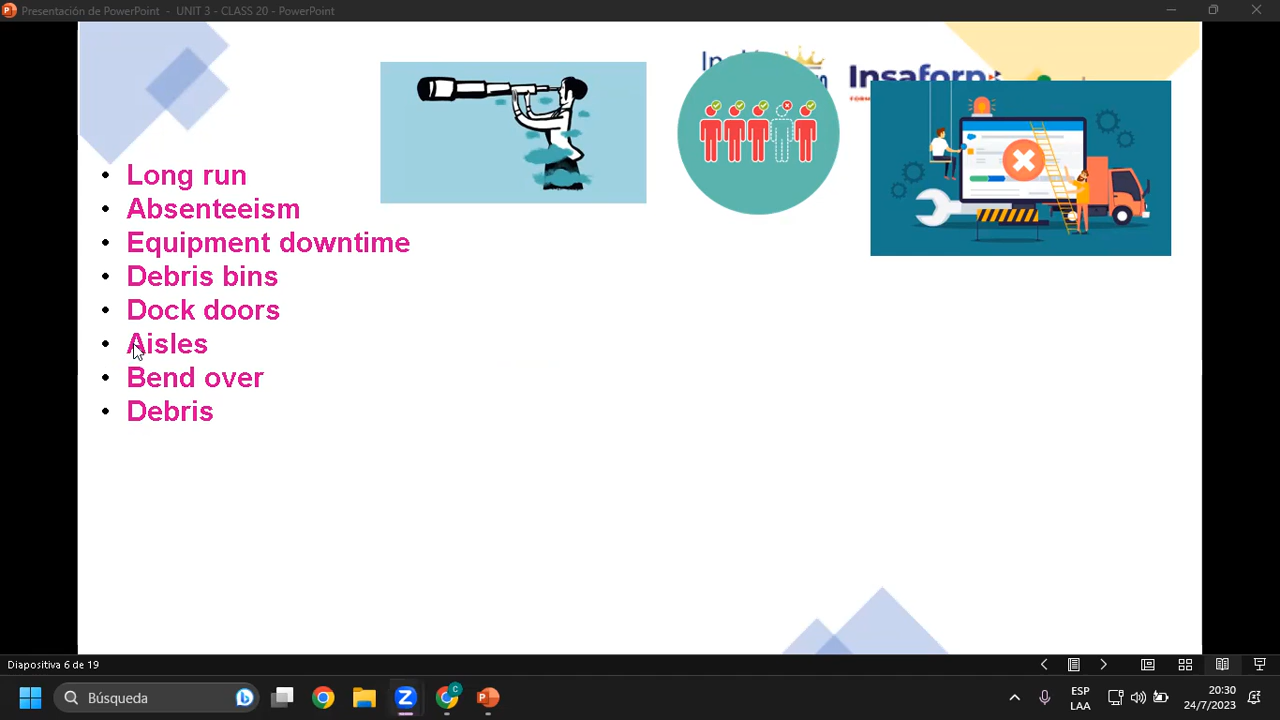 Presentación de PowerPoint - UNIT 3 - CLASS 20 - PowerPoint
Insaforp
• Long run
• Absenteeism
• Equipment downtime
• Debris bins
• Dock doors
• Aisles
• Bend over
• Debris
Diapositiva 6 de 19
Búsqueda
ESP
LAA
20:30
24/7/2023